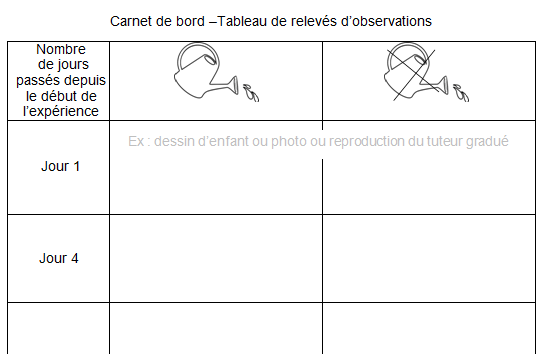 Carnet de bord –Tableau de relevés d’observations
Nombre
de jours
passés depuis
le début de
l’expérience
Ex : dessin d’enfant ou photo ou reproduction du tuteur gradué
Jour 1
Jour 4